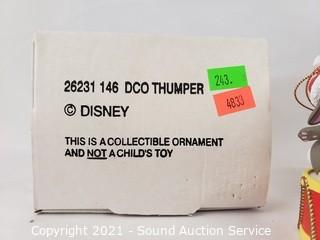 26231 146 DCO THUMPER
243.
4833
© DISNEY
THIS IS A COLLECTIBLE ORNAMENT
AND NOT A CHILD'S TOY
Copyright 2021 - Sound Auction Service